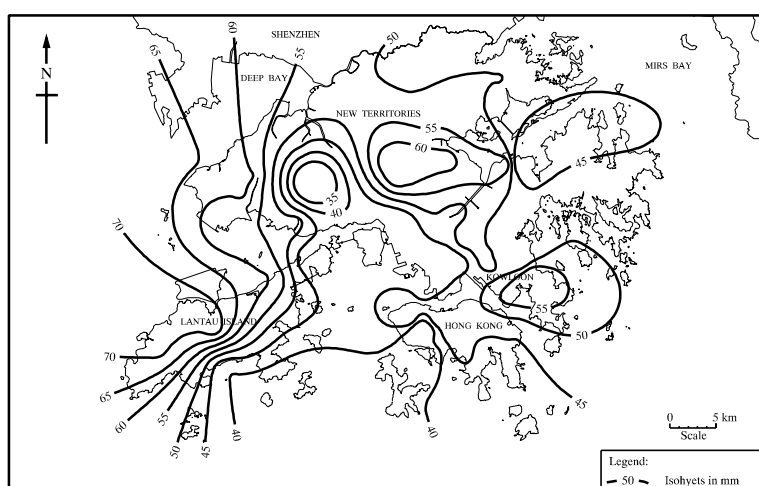 65
60
SHENZHEN
55
50
MIRS BAY
DEEP BAY
N
NEW TERRITORIES
55
60
45
35
40
70
KOWLOON
55
50
LANTAU ISLAND
HONG KONG
70
65
60
55
50
45
40
40
45
0 5 km
Scale
Legend:
50 Isohyets in mm